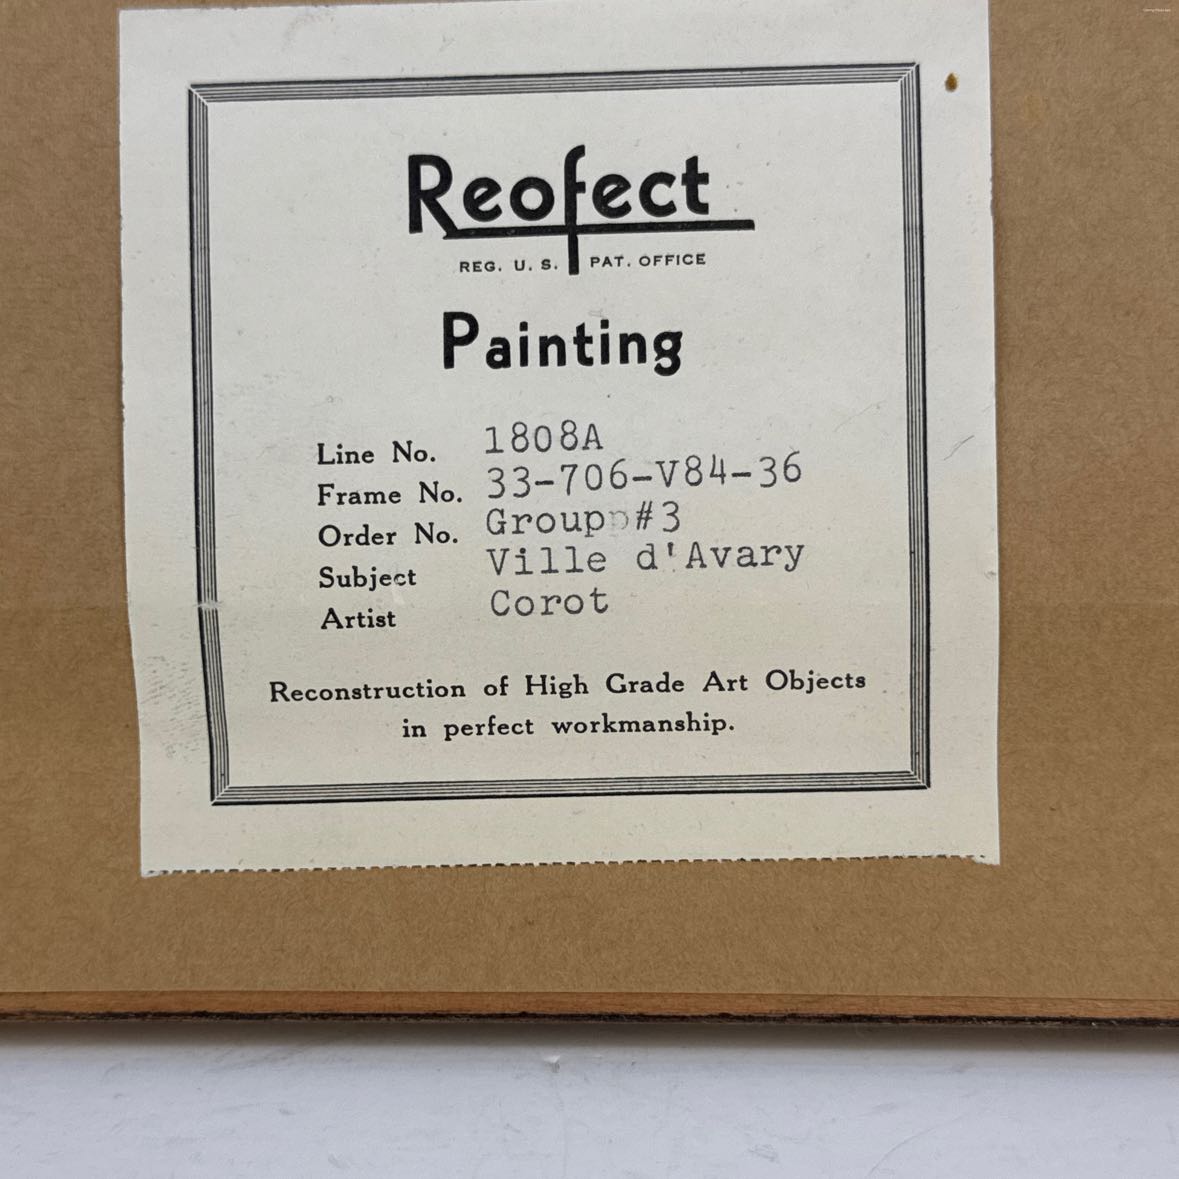 Reofect
REG. U. S. PAT. OFFICE
Painting
Line No. 1808A
Frame No. 33-706-V84-36
Order No. Groupp#3
Subject Ville d'Avary
Artist Corot
Reconstruction of High Grade Art Objects
in perfect workmanship.